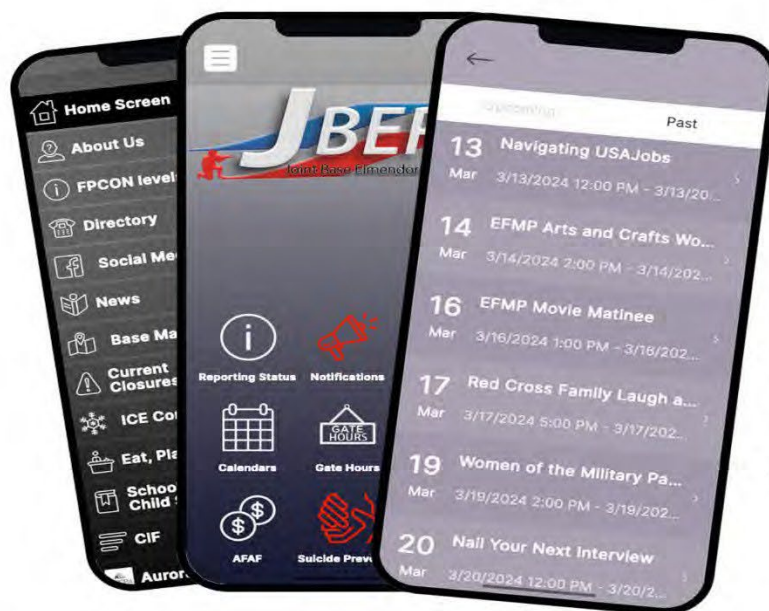 Home Screen
About Us
FPCON levels
Directory
Social Me
News
Base Ma
Current
Closures
ICE Co
Eat, Pla
School
Child S
CIF
Auror
JBER
Joint Base Elmendor
Reporting Status
Notifications
Calendars
GATE
HOURS
Gate Hours
$
$
AFAF
Suicide Preve
Upcoming
Past
13
Mar
Navigating USAJobs
3/13/2024 12:00 PM - 3/13/20...
14
Mar
EFMP Arts and Crafts Wo...
3/14/2024 2:00 PM - 3/14/202...
16
Mar
EFMP Movie Matinee
3/16/2024 1:00 PM - 3/16/202...
17
Mar
Red Cross Family Laugh a...
3/17/2024 5:00 PM - 3/17/202...
19
Mar
Women of the Military Pa...
3/19/2024 2:00 PM - 3/19/202...
20
Mar
Nail Your Next Interview
3/20/2024 12:00 PM - 3/20/2...